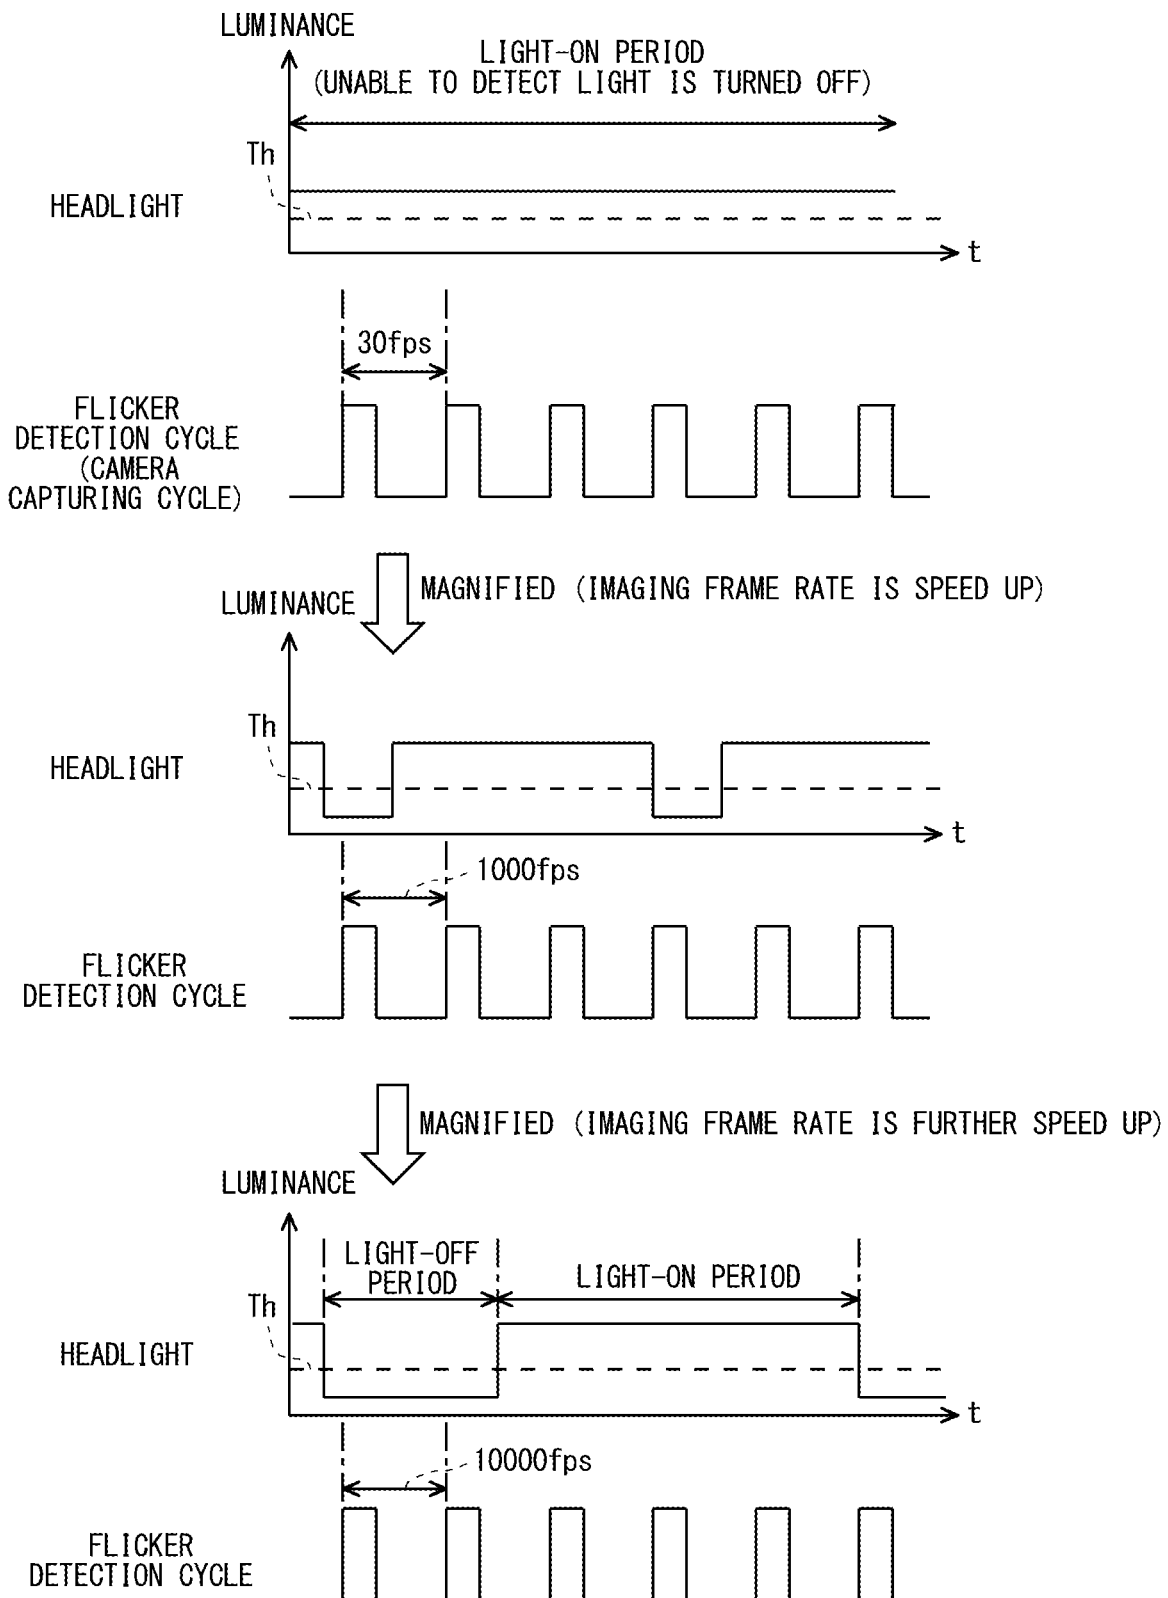 LUMINANCE
LIGHT-ON PERIOD
(UNABLE TO DETECT LIGHT IS TURNED OFF)
Th
HEADLIGHT
t
30fps
FLICKER
DETECTION CYCLE
(CAMERA
CAPTURING CYCLE)
MAGNIFIED (IMAGING FRAME RATE IS SPEED UP)
LUMINANCE
Th
HEADLIGHT
t
1000fps
FLICKER
DETECTION CYCLE
MAGNIFIED (IMAGING FRAME RATE IS FURTHER SPEED UP)
LUMINANCE
LIGHT-OFF
PERIOD
LIGHT-ON PERIOD
Th
HEADLIGHT
t
10000fps
FLICKER
DETECTION CYCLE